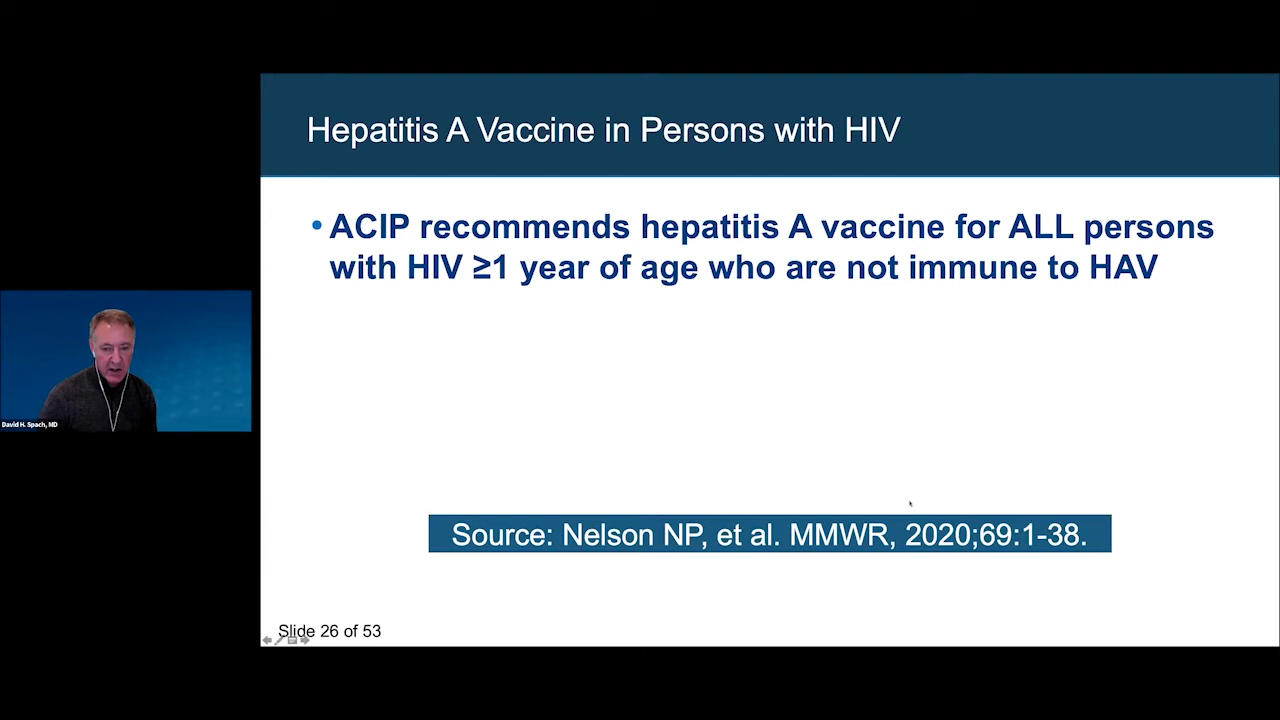 Hepatitis A Vaccine in Persons with HIV
• ACIP recommends hepatitis A vaccine for ALL persons
with HIV ≥1 year of age who are not immune to HAV
David H. Spach, MD
Source: Nelson NP, et al. MMWR, 2020;69:1-38.
Slide 26 of 53